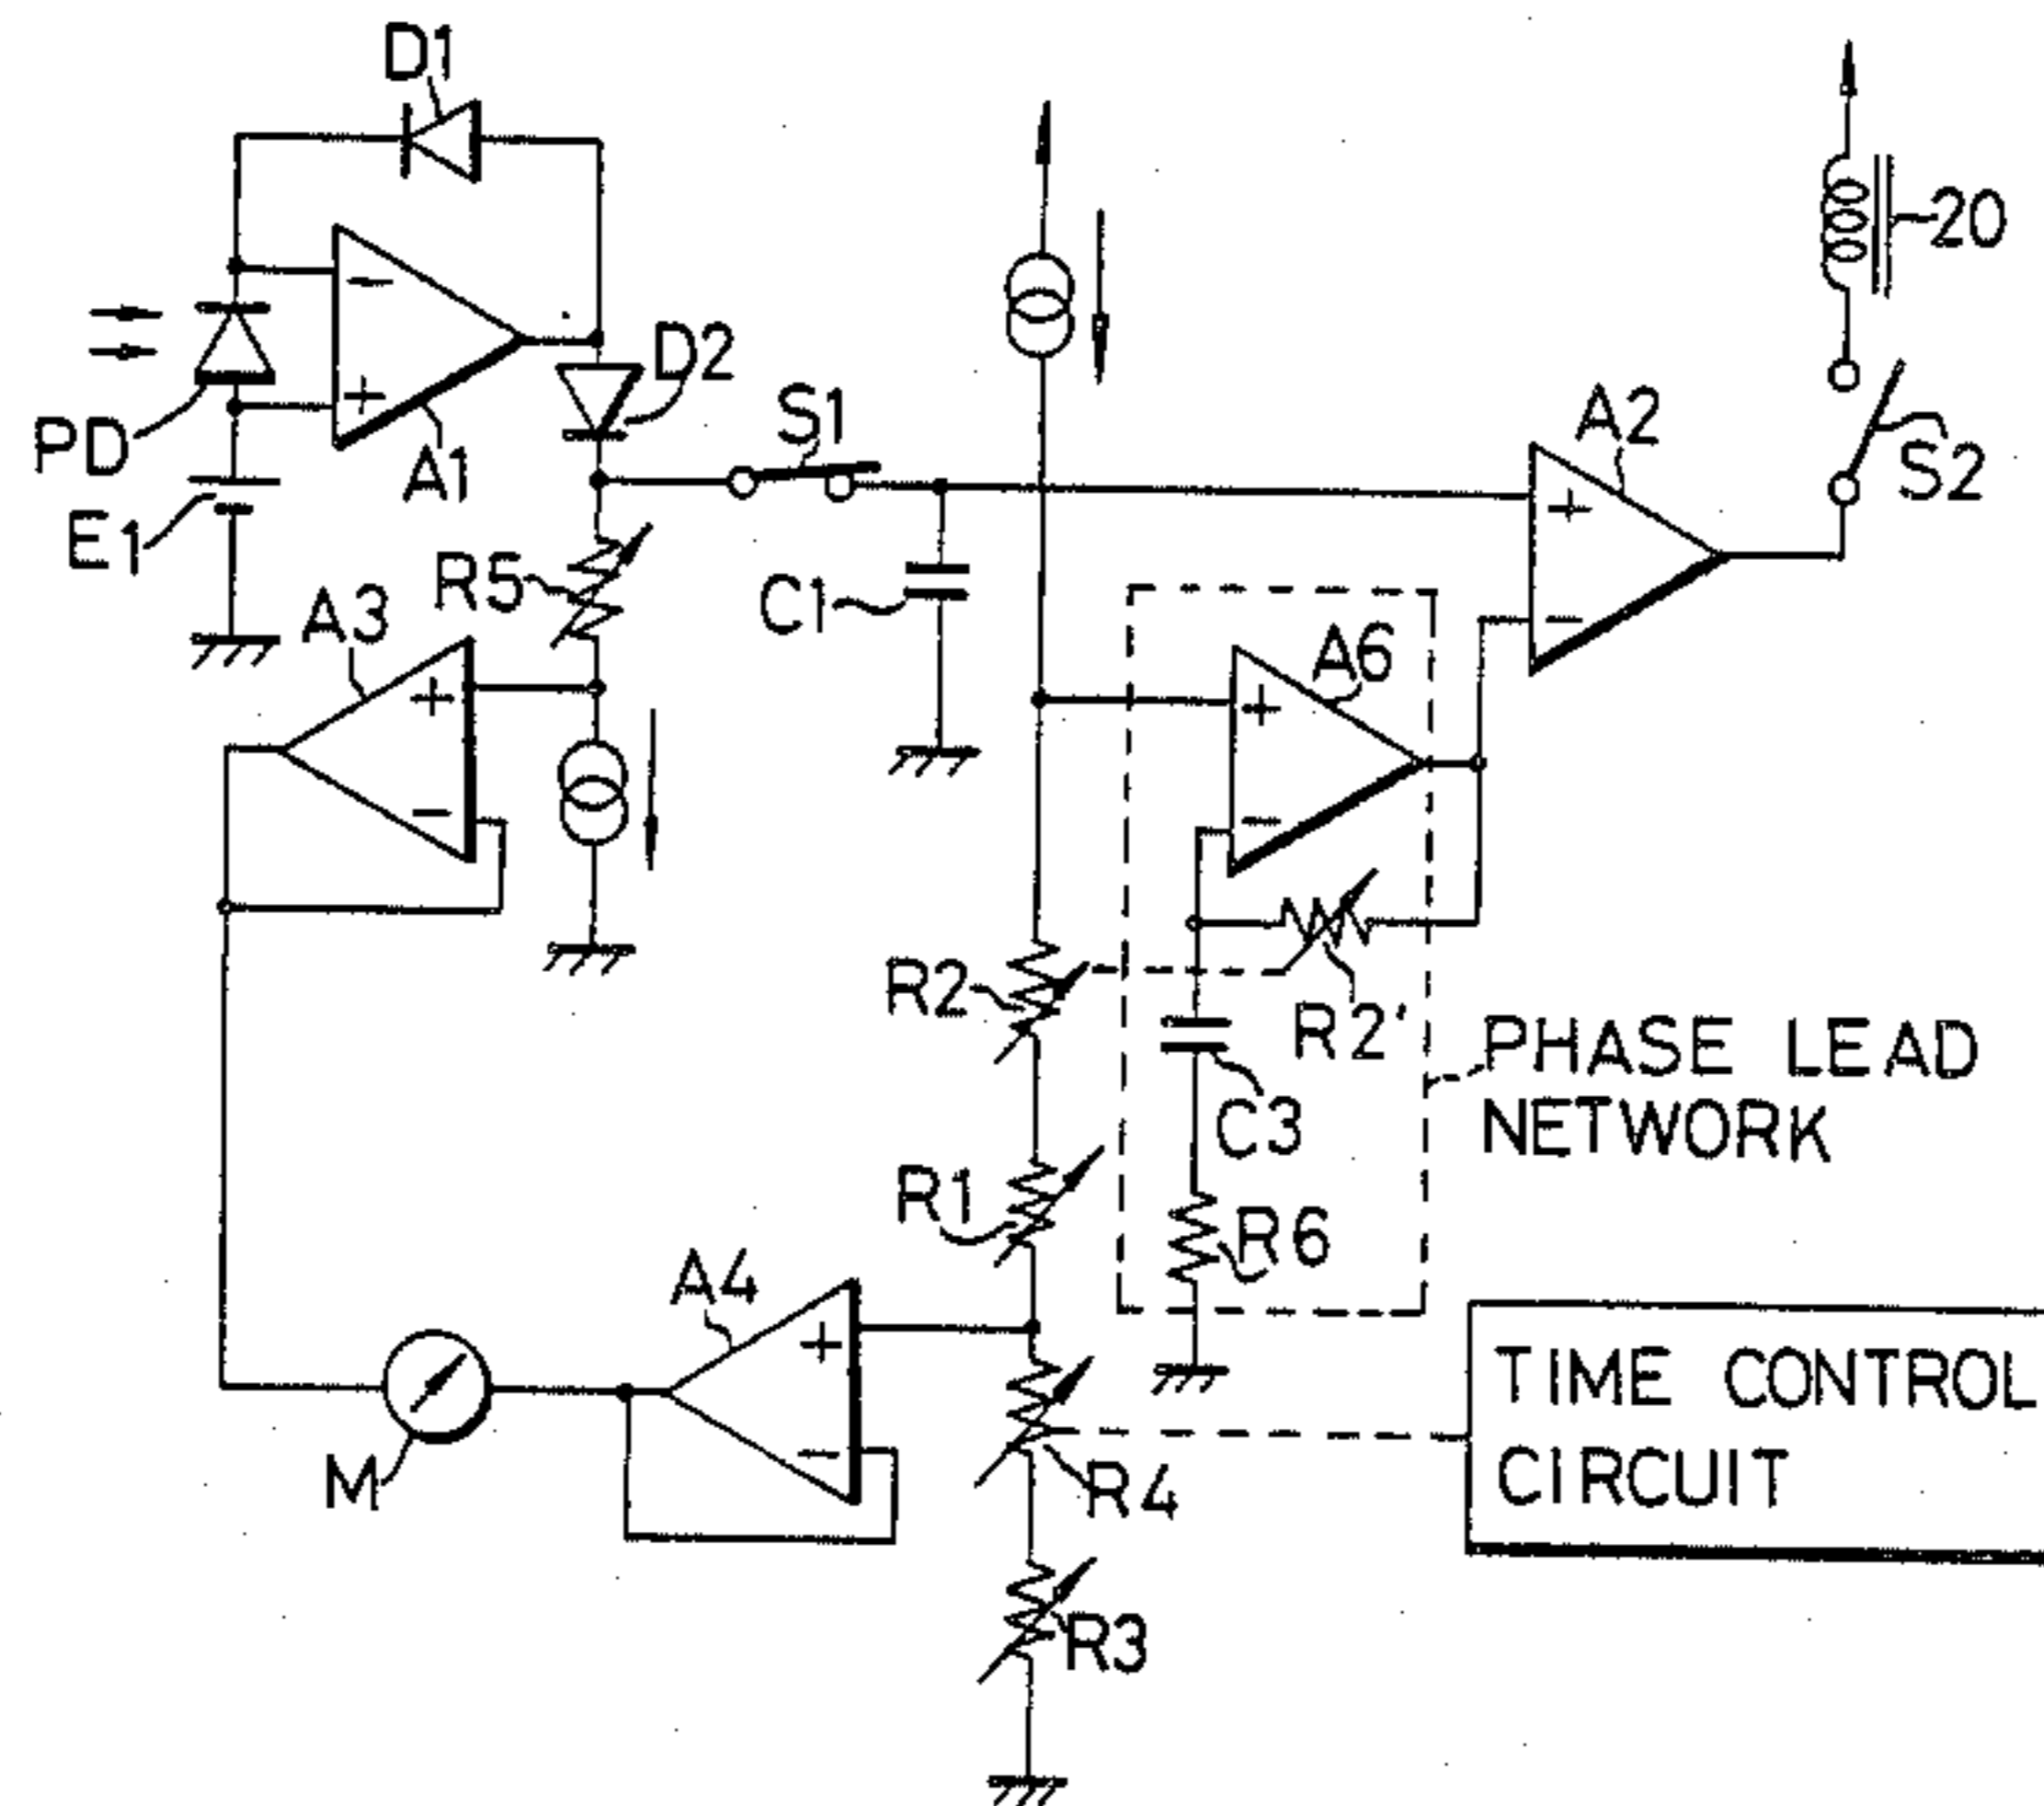 D1
20
D2
S1
A2
PD
A1
S2
E1
R5
C1
A3
A6
R2
R2'
PHASE LEAD
NETWORK
C3
R1
R6
A4
TIME CONTROL
CIRCUIT
M
R4
R3